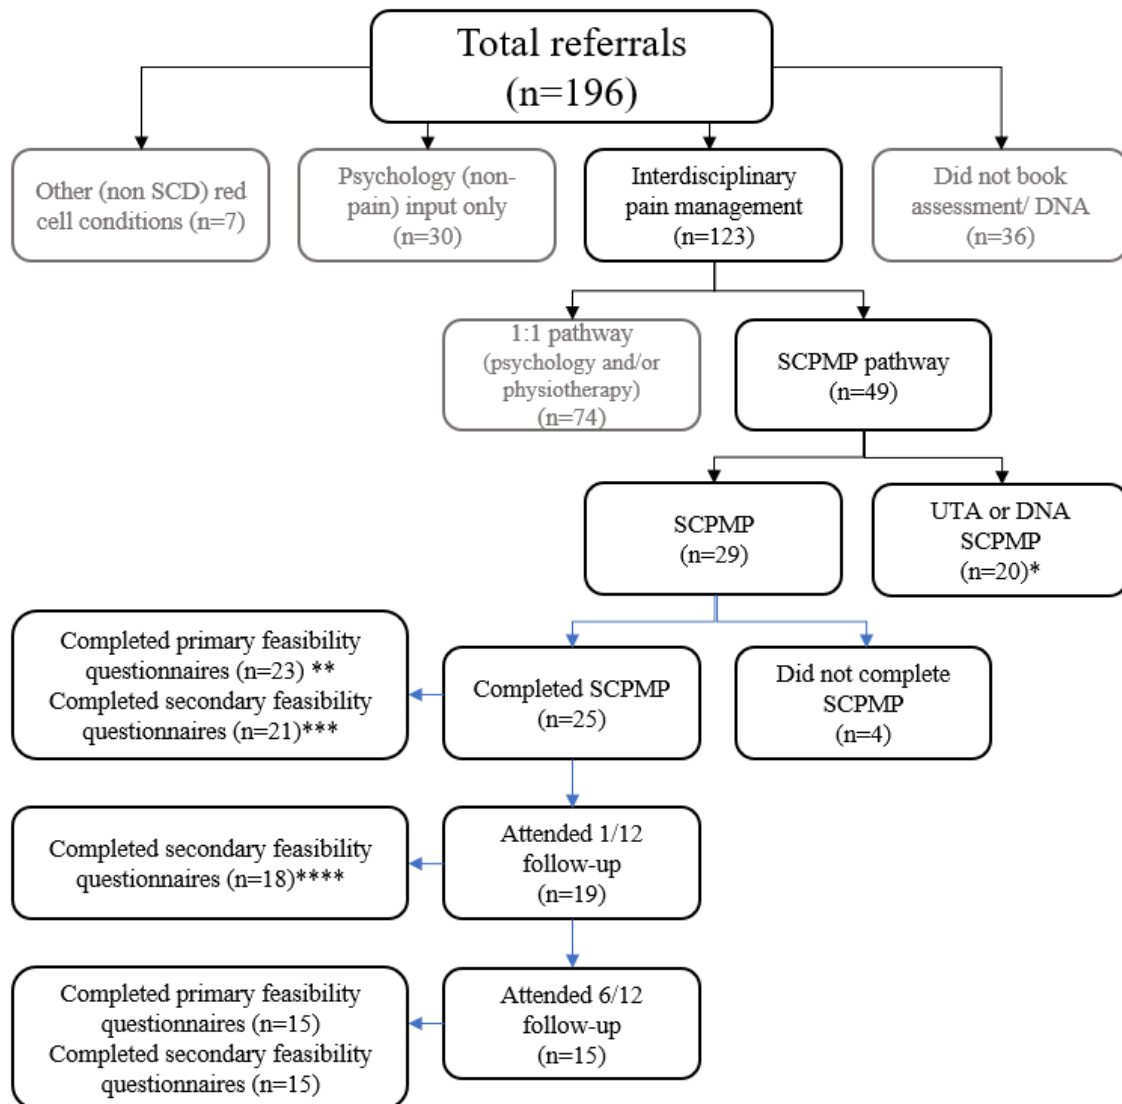 Total referrals
(n=196)
Other (non SCD) red
cell conditions (n=7)
Psychology (non-
pain) input only
(n=30)
Interdisciplinary
pain management
(n=123)
Did not book
assessment/ DNA
(n=36)
1:1 pathway
(psychology and/or
physiotherapy)
(n=74)
SCPMP pathway
(n=49)
SCPMP
(n=29)
UTA or DNA
SCPMP
(n=20)*
Completed primary feasibility
questionnaires (n=23) **
Completed secondary feasibility
questionnaires (n=21)***
Completed SCPMP
(n=25)
Did not complete
SCPMP
(n=4)
Completed secondary feasibility
questionnaires (n=18)****
Attended 1/12
follow-up
(n=19)
Completed primary feasibility
questionnaires (n=15)
Completed secondary feasibility
questionnaires (n=15)
Attended 6/12
follow-up
(n=15)